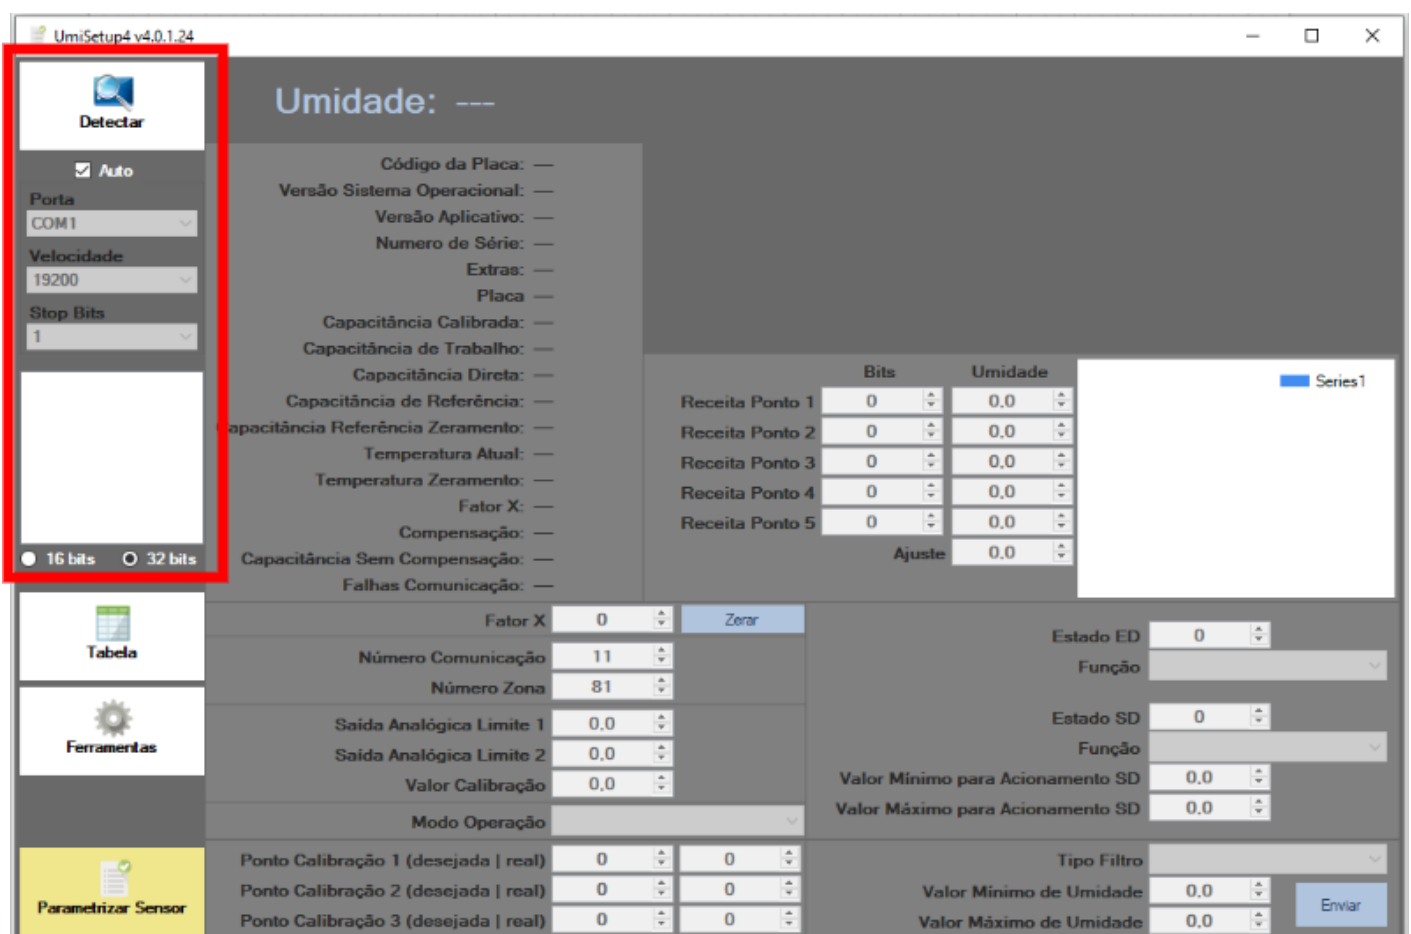 UmiSetup4 v4.0.1.24
Detectar
Auto
Porta
COM1
Velocidade
19200
Stop Bits
1
16 bits 32 bits
Tabela
Ferramentas
Parametrizar Sensor
Umidade: ---
Código da Placa: ---
Versão Sistema Operacional: ---
Versão Aplicativo: ---
Numero de Série: ---
Extras: ---
Placa ---
Capacitância Calibrada: ---
Capacitância de Trabalho: ---
Capacitância Direta: ---
Capacitância de Referência: ---
apacitância Referência Zeramento: ---
Temperatura Atual: ---
Temperatura Zeramento: ---
Fator X: ---
Compensação: ---
Capacitância Sem Compensação: ---
Falhas Comunicação: ---
Bits Umidade
Receita Ponto 1 0 0,0
Receita Ponto 2 0 0,0
Receita Ponto 3 0 0,0
Receita Ponto 4 0 0,0
Receita Ponto 5 0 0,0
Ajuste 0,0
Series1
Fator X 0 Zerar
Número Comunicação 11
Número Zona 81
Saída Analógica Limite 1 0,0
Saída Analógica Limite 2 0,0
Valor Calibração 0,0
Modo Operação
Ponto Calibração 1 (desejada | real) 0 0
Ponto Calibração 2 (desejada | real) 0 0
Ponto Calibração 3 (desejada | real) 0 0
Estado ED 0
Função
Estado SD 0
Função
Valor Mínimo para Acionamento SD 0,0
Valor Máximo para Acionamento SD 0,0
Tipo Filtro
Valor Minimo de Umidade 0,0
Valor Máximo de Umidade 0,0
Enviar